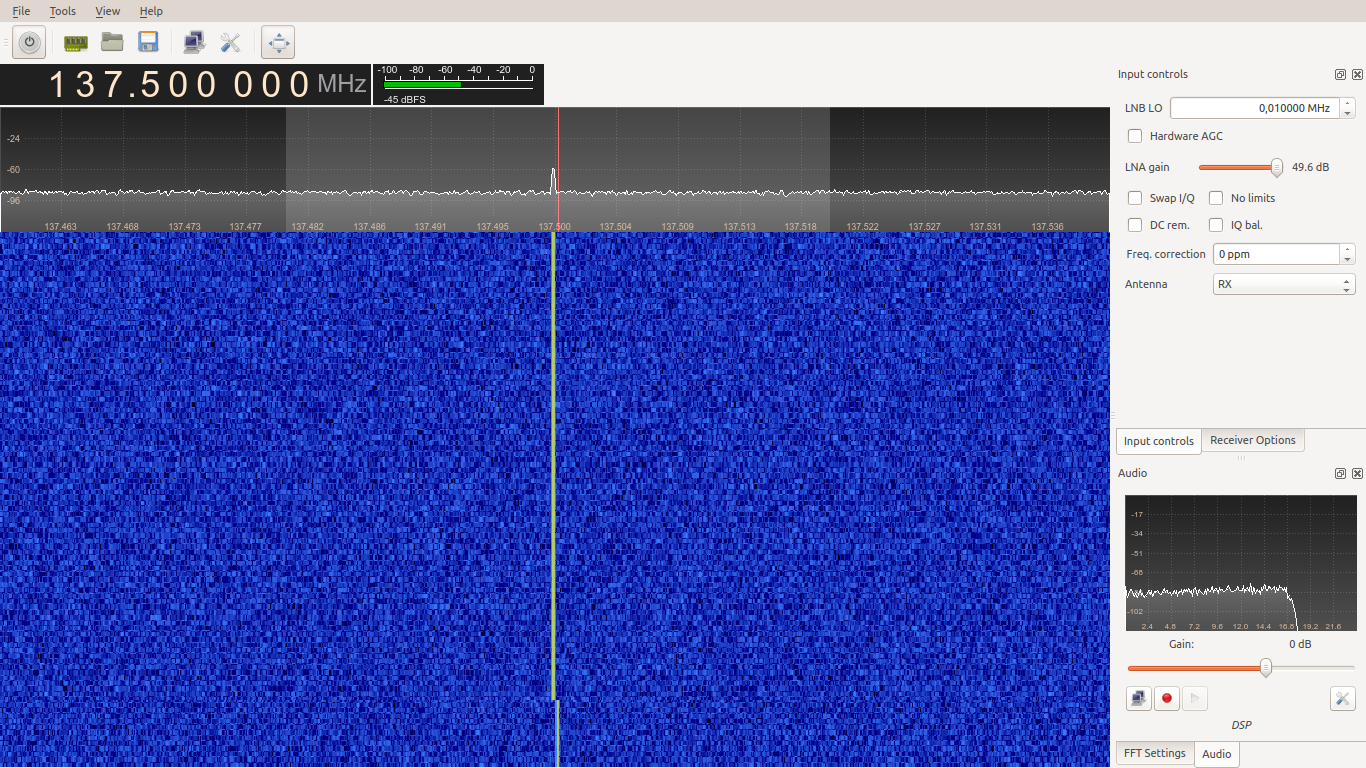 File Tools View Help
137.500 000 MHz
-100 -80 -60 -40 -20 0
-45 dBFS
-24
-60
-96
137.463 137.468 137.473 137.477 137.482 137.486 137.491 137.495 137.500 137.504 137.509 137.513 137.518 137.522 137.527 137.531 137.536
Input controls
LNB LO 0,010000 MHz
Hardware AGC
LNA gain 49.6 dB
Swap I/Q No limits
DC rem. IQ bal.
Freq. correction 0 ppm
Antenna RX
Input controls Receiver Options
Audio
-17
-34
-51
-68
-102
2.4 4.8 7.2 9.6 12.0 14.4 16.8 19.2 21.6
Gain: 0 dB
DSP
FFT Settings Audio